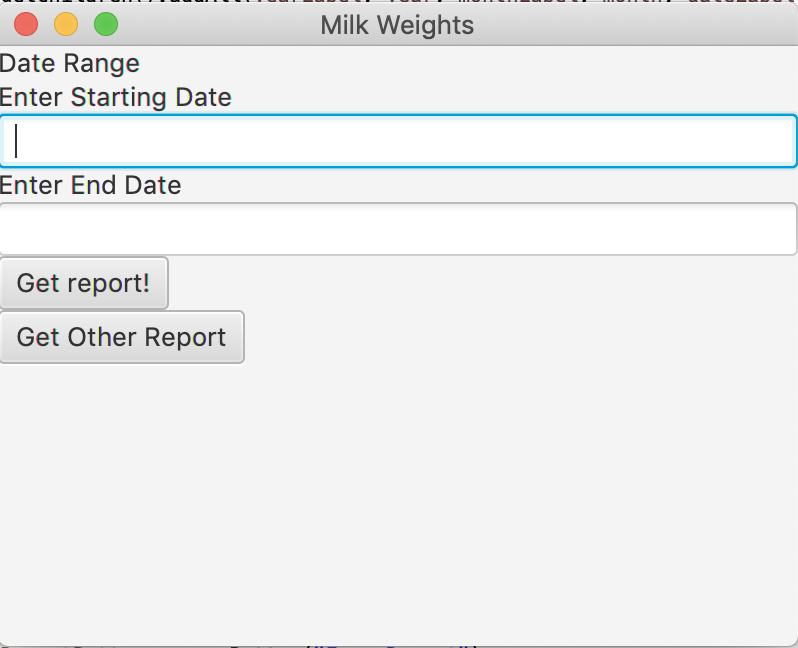 Milk Weights
Date Range
Enter Starting Date
Enter End Date
Get report!
Get Other Report